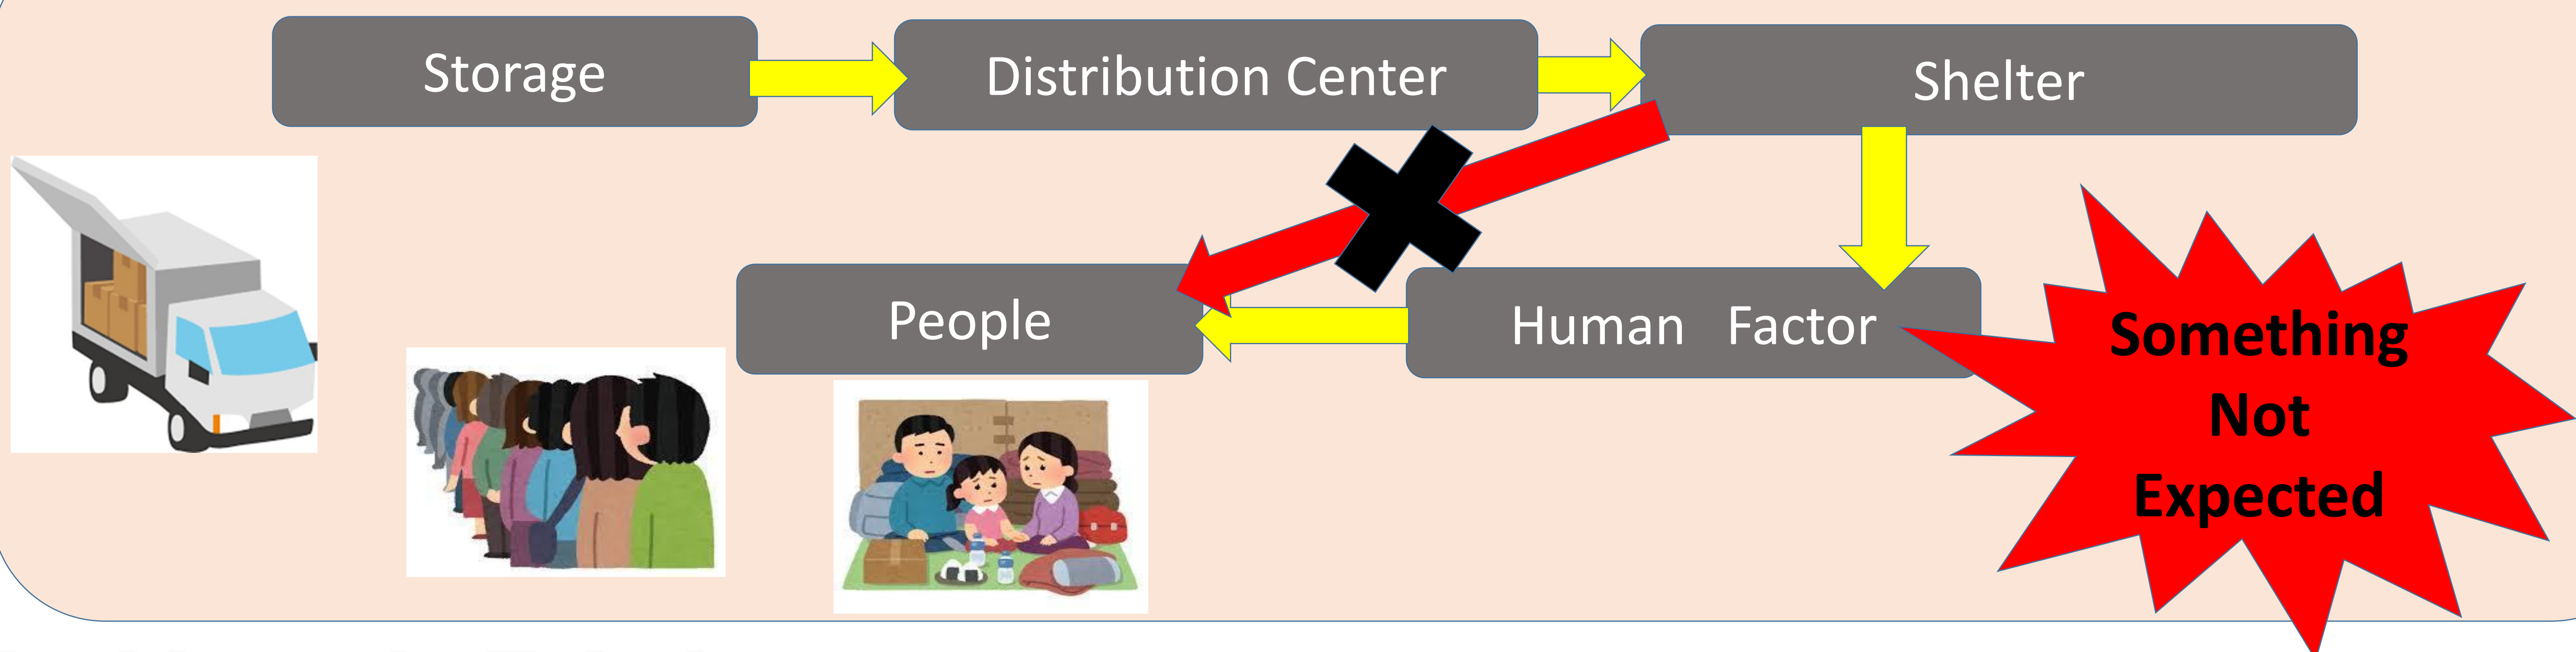 Storage
Distribution Center
Shelter
People
Human Factor
Something
Not
Expected